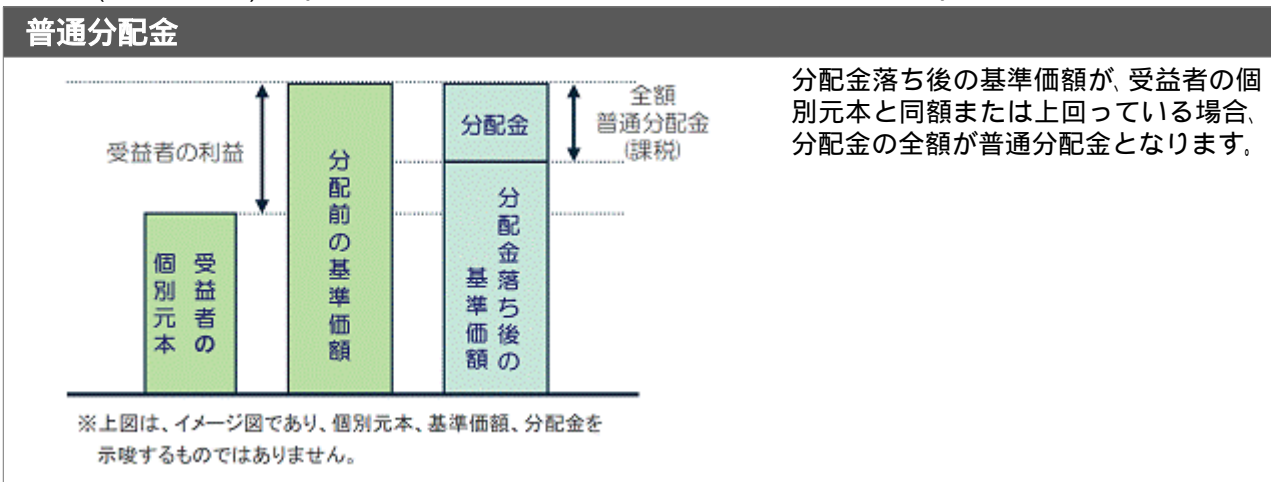 普通分配金
分配金落ち後の基準価額が、受益者の個
別元本と同額または上回っている場合、
分配金の全額が普通分配金となります。
受益者の利益
分配金
全額
普通分配金
(課税)
受益者の
個別元本
分配前の基準価額
分配金落ち後の
基準価額
※上図は、イメージ図であり、個別元本、基準価額、分配金を
示唆するものではありません。